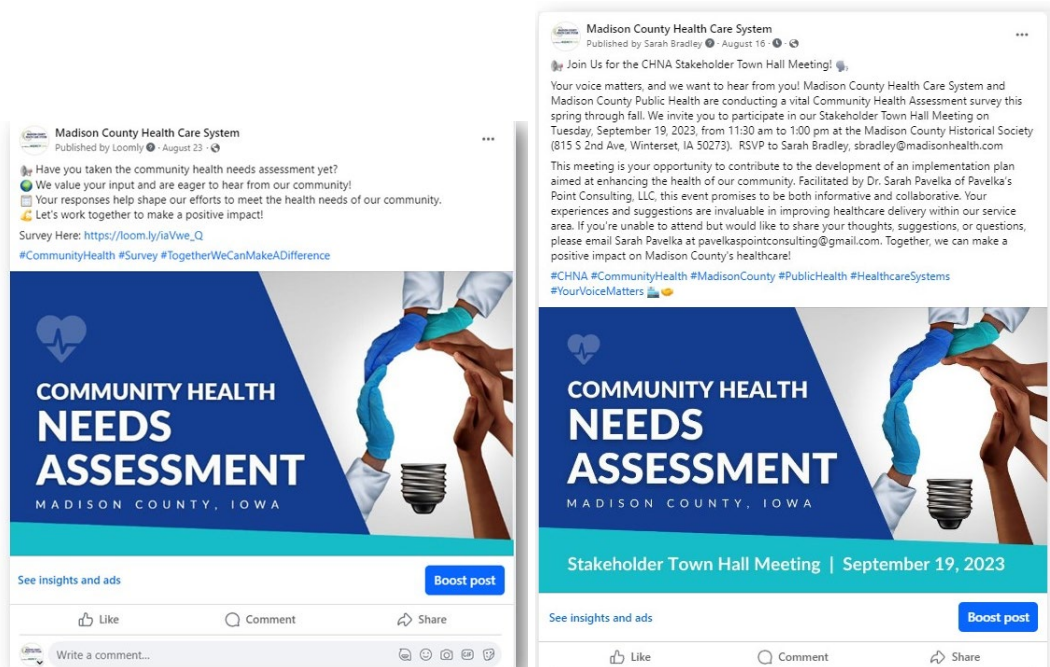 Madison County Health Care System
Published by Loomly · August 23 ·
Have you taken the community health needs assessment yet?
We value your input and are eager to hear from our community!
Your responses help shape our efforts to meet the health needs of our community.
Let's work together to make a positive impact!
Survey Here: https://loom.ly/iaVwe_Q
#CommunityHealth #Survey #TogetherWeCanMakeADifference
COMMUNITY HEALTH
NEEDS
ASSESSMENT
MADISON COUNTY, IOWA
See insights and ads
Boost post
Like
Comment
Share
Write a comment...
GIF
Madison County Health Care System
Published by Sarah Bradley · August 16 ·
Join Us for the CHNA Stakeholder Town Hall Meeting!
Your voice matters, and we want to hear from you! Madison County Health Care System and
Madison County Public Health are conducting a vital Community Health Assessment survey this
spring through fall. We invite you to participate in our Stakeholder Town Hall Meeting on
Tuesday, September 19, 2023, from 11:30 am to 1:00 pm at the Madison County Historical Society
(815 S 2nd Ave, Winterset, IA 50273). RSVP to Sarah Bradley, sbradley@madisonhealth.com
This meeting is your opportunity to contribute to the development of an implementation plan
aimed at enhancing the health of our community. Facilitated by Dr. Sarah Pavelka of Pavelka's
Point Consulting, LLC, this event promises to be both informative and collaborative. Your
experiences and suggestions are invaluable in improving healthcare delivery within our service
area. If you're unable to attend but would like to share your thoughts, suggestions, or questions,
please email Sarah Pavelka at pavelkaspointconsulting@gmail.com. Together, we can make a
positive impact on Madison County's healthcare!
#CHNA #CommunityHealth #MadisonCounty #PublicHealth #HealthcareSystems
#YourVoiceMatters
COMMUNITY HEALTH
NEEDS
ASSESSMENT
MADISON COUNTY, IOWA
Stakeholder Town Hall Meeting | September 19, 2023
See insights and ads
Boost post
Like
Comment
Share